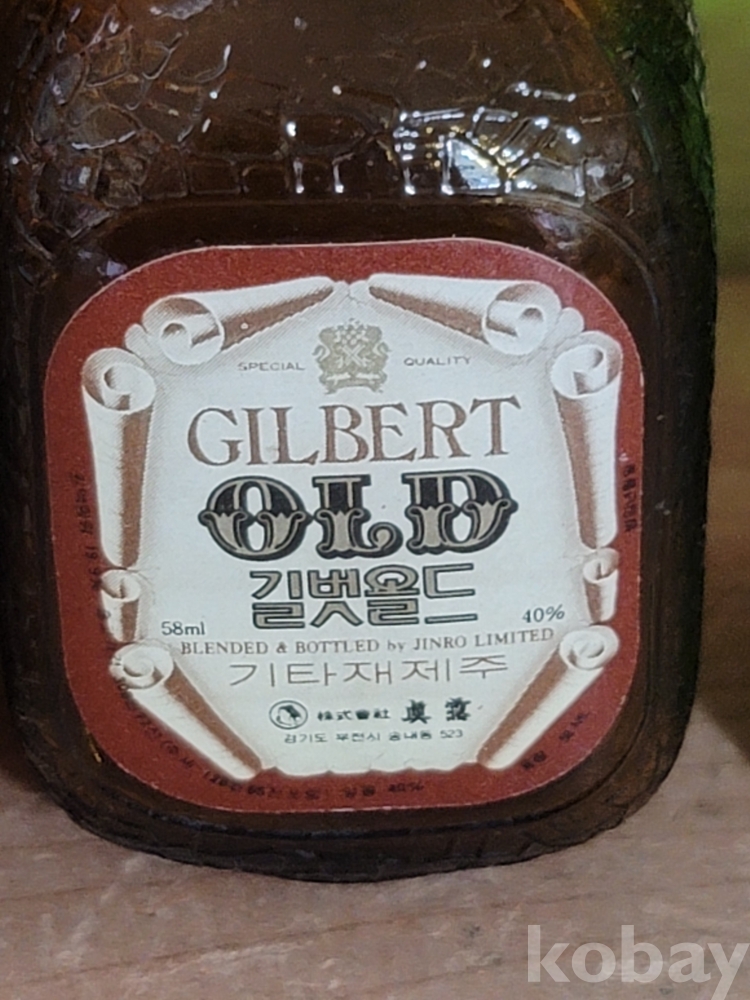 SPECIAL QUALITY
GILBERT
OLD
길벗올드
58ml 40%
BLENDED & BOTTLED by JINRO LIMITED
기타재제주
株式會社 眞露
경기도 부천시 송내동 523
kobay